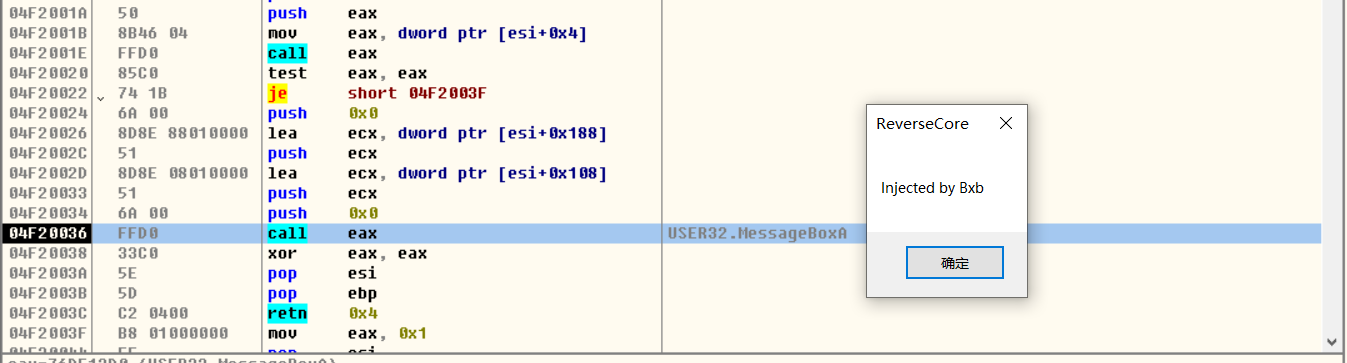 04F2001A 50 push eax
04F2001B 8B46 04 mov eax, dword ptr [esi+0x4]
04F2001E FFD0 call eax
04F20020 85C0 test eax, eax
04F20022 74 1B je short 04F2003F
04F20024 6A 00 push 0x0
04F20026 8D8E 88010000 lea ecx, dword ptr [esi+0x188]
04F2002C 51 push ecx
04F2002D 8D8E 08010000 lea ecx, dword ptr [esi+0x108]
04F20033 51 push ecx
04F20034 6A 00 push 0x0
04F20036 FFD0 call eax USER32.MessageBoxA
04F20038 33C0 xor eax, eax
04F2003A 5E pop esi
04F2003B 5D pop ebp
04F2003C C2 0400 retn 0x4
04F2003F B8 01000000 mov eax, 0x1
ReverseCore
Injected by Bxb
确定